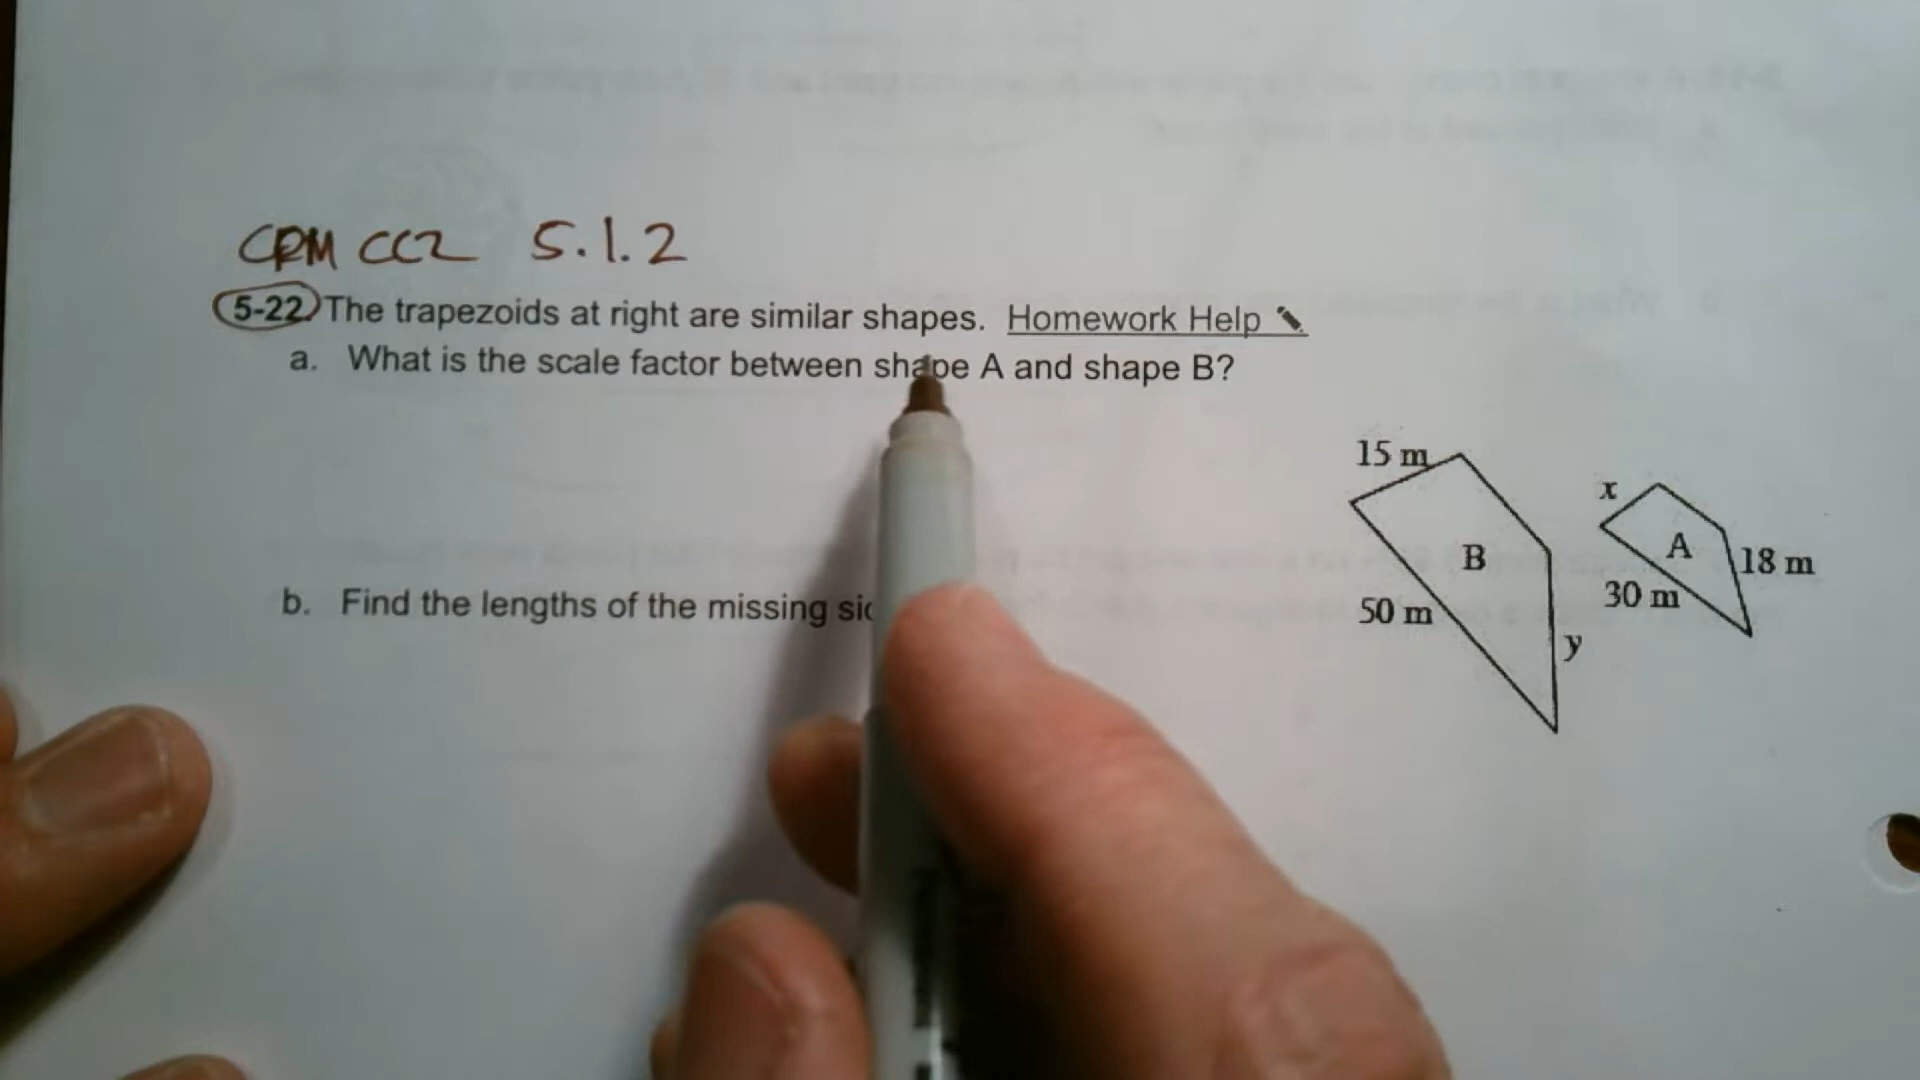 CPM CC2 5.1.2
5-22. The trapezoids at right are similar shapes. Homework Help
a. What is the scale factor between shape A and shape B?
15 m
x
B
A
18 m
30 m
50 m
b. Find the lengths of the missing
y